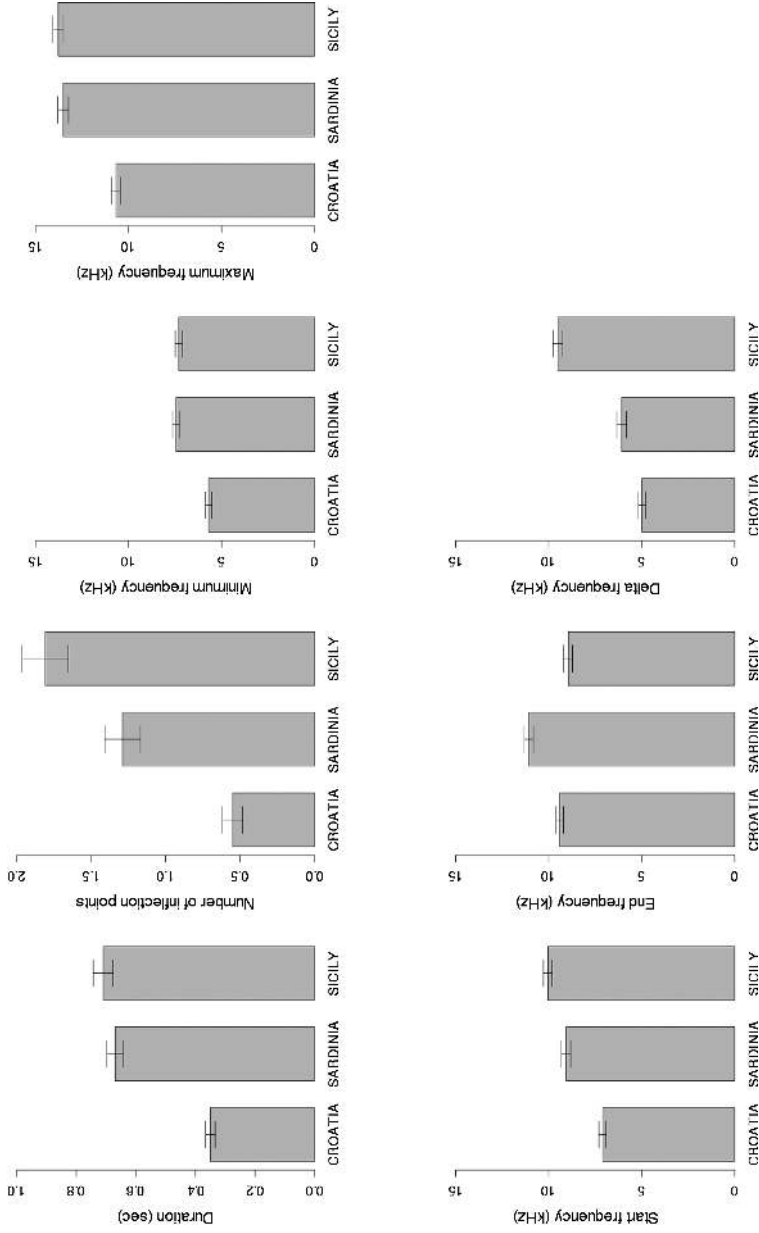 Duration (sec)
0.0 0.2 0.4 0.6 0.8 1.0
CROATIA SARDINIA SICILY
Number of inflection points
0.0 0.5 1.0 1.5 2.0
CROATIA SARDINIA SICILY
Minimum frequency (kHz)
0 5 10 15
CROATIA SARDINIA SICILY
Maximum frequency (kHz)
0 5 10 15
CROATIA SARDINIA SICILY
Start frequency (kHz)
0 5 10 15
CROATIA SARDINIA SICILY
End frequency (kHz)
0 5 10 15
CROATIA SARDINIA SICILY
Delta frequency (kHz)
0 5 10 15
CROATIA SARDINIA SICILY